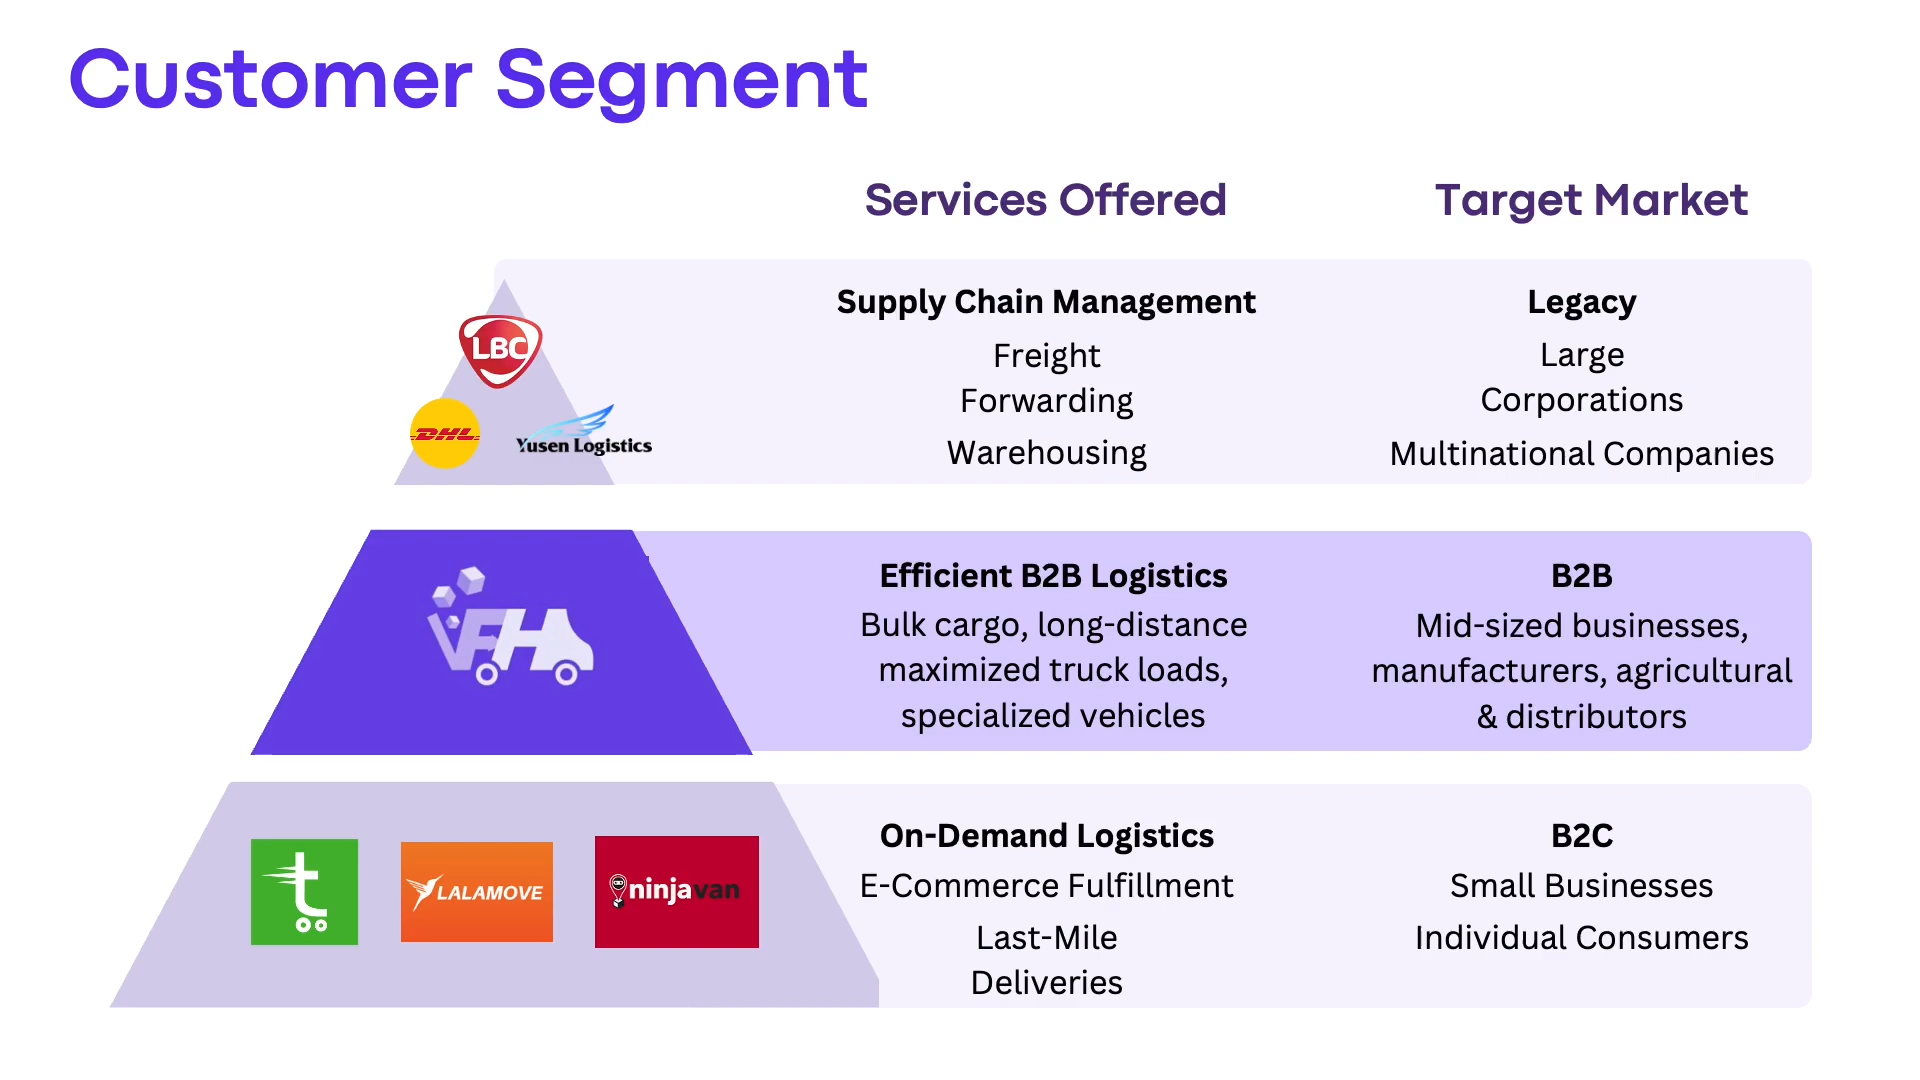 Customer Segment
Services Offered
Target Market
LBC
DHL
Yusen Logistics
Supply Chain Management
Freight
Forwarding
Warehousing
Legacy
Large
Corporations
Multinational Companies
VFHA
Efficient B2B Logistics
Bulk cargo, long-distance
maximized truck loads,
specialized vehicles
B2B
Mid-sized businesses,
manufacturers, agricultural
& distributors
t
LALAMOVE
ninjavan
On-Demand Logistics
E-Commerce Fulfillment
Last-Mile
Deliveries
B2C
Small Businesses
Individual Consumers